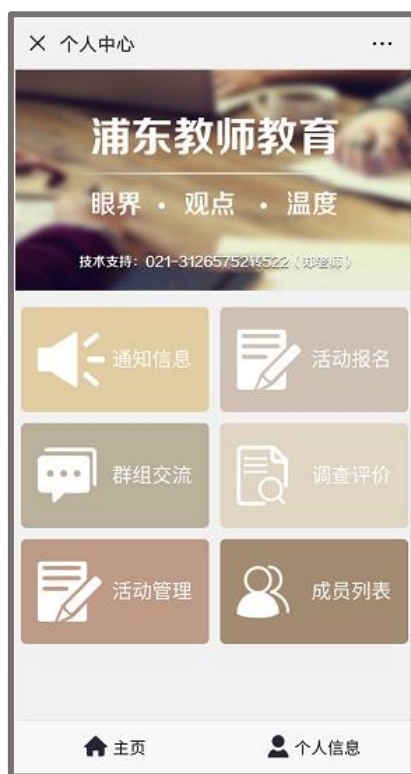 个人中心
浦东教师教育
眼界 · 观点 · 温度
技术支持：021-31265752转522（郑老师）
通知信息
活动报名
群组交流
调查评价
活动管理
成员列表
主页
个人信息